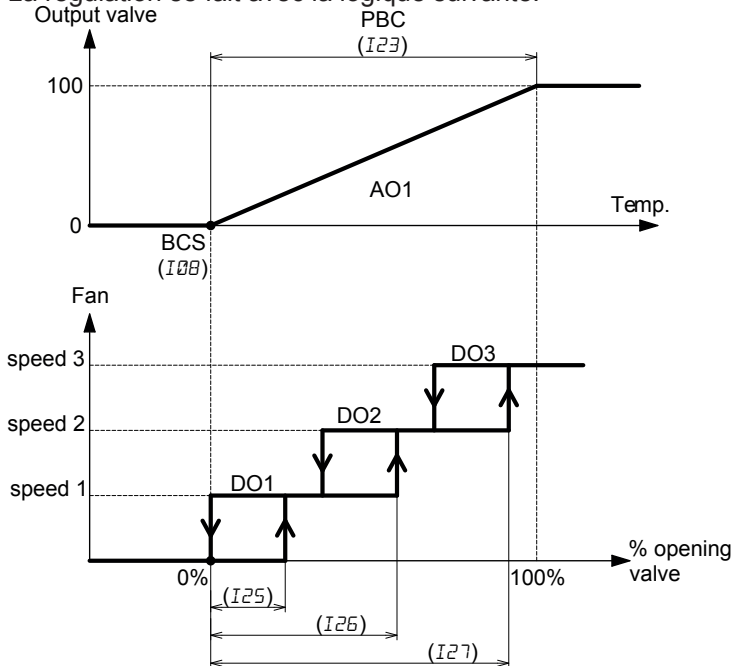 La régulation se fait avec la logique suivante:
Output valve
PBC
(I23)
100
AO1
Temp.
0
BCS
(I08)
Fan
speed 3
DO3
speed 2
DO2
speed 1
DO1
0%
100%
% opening
valve
(I25)
(I26)
(I27)